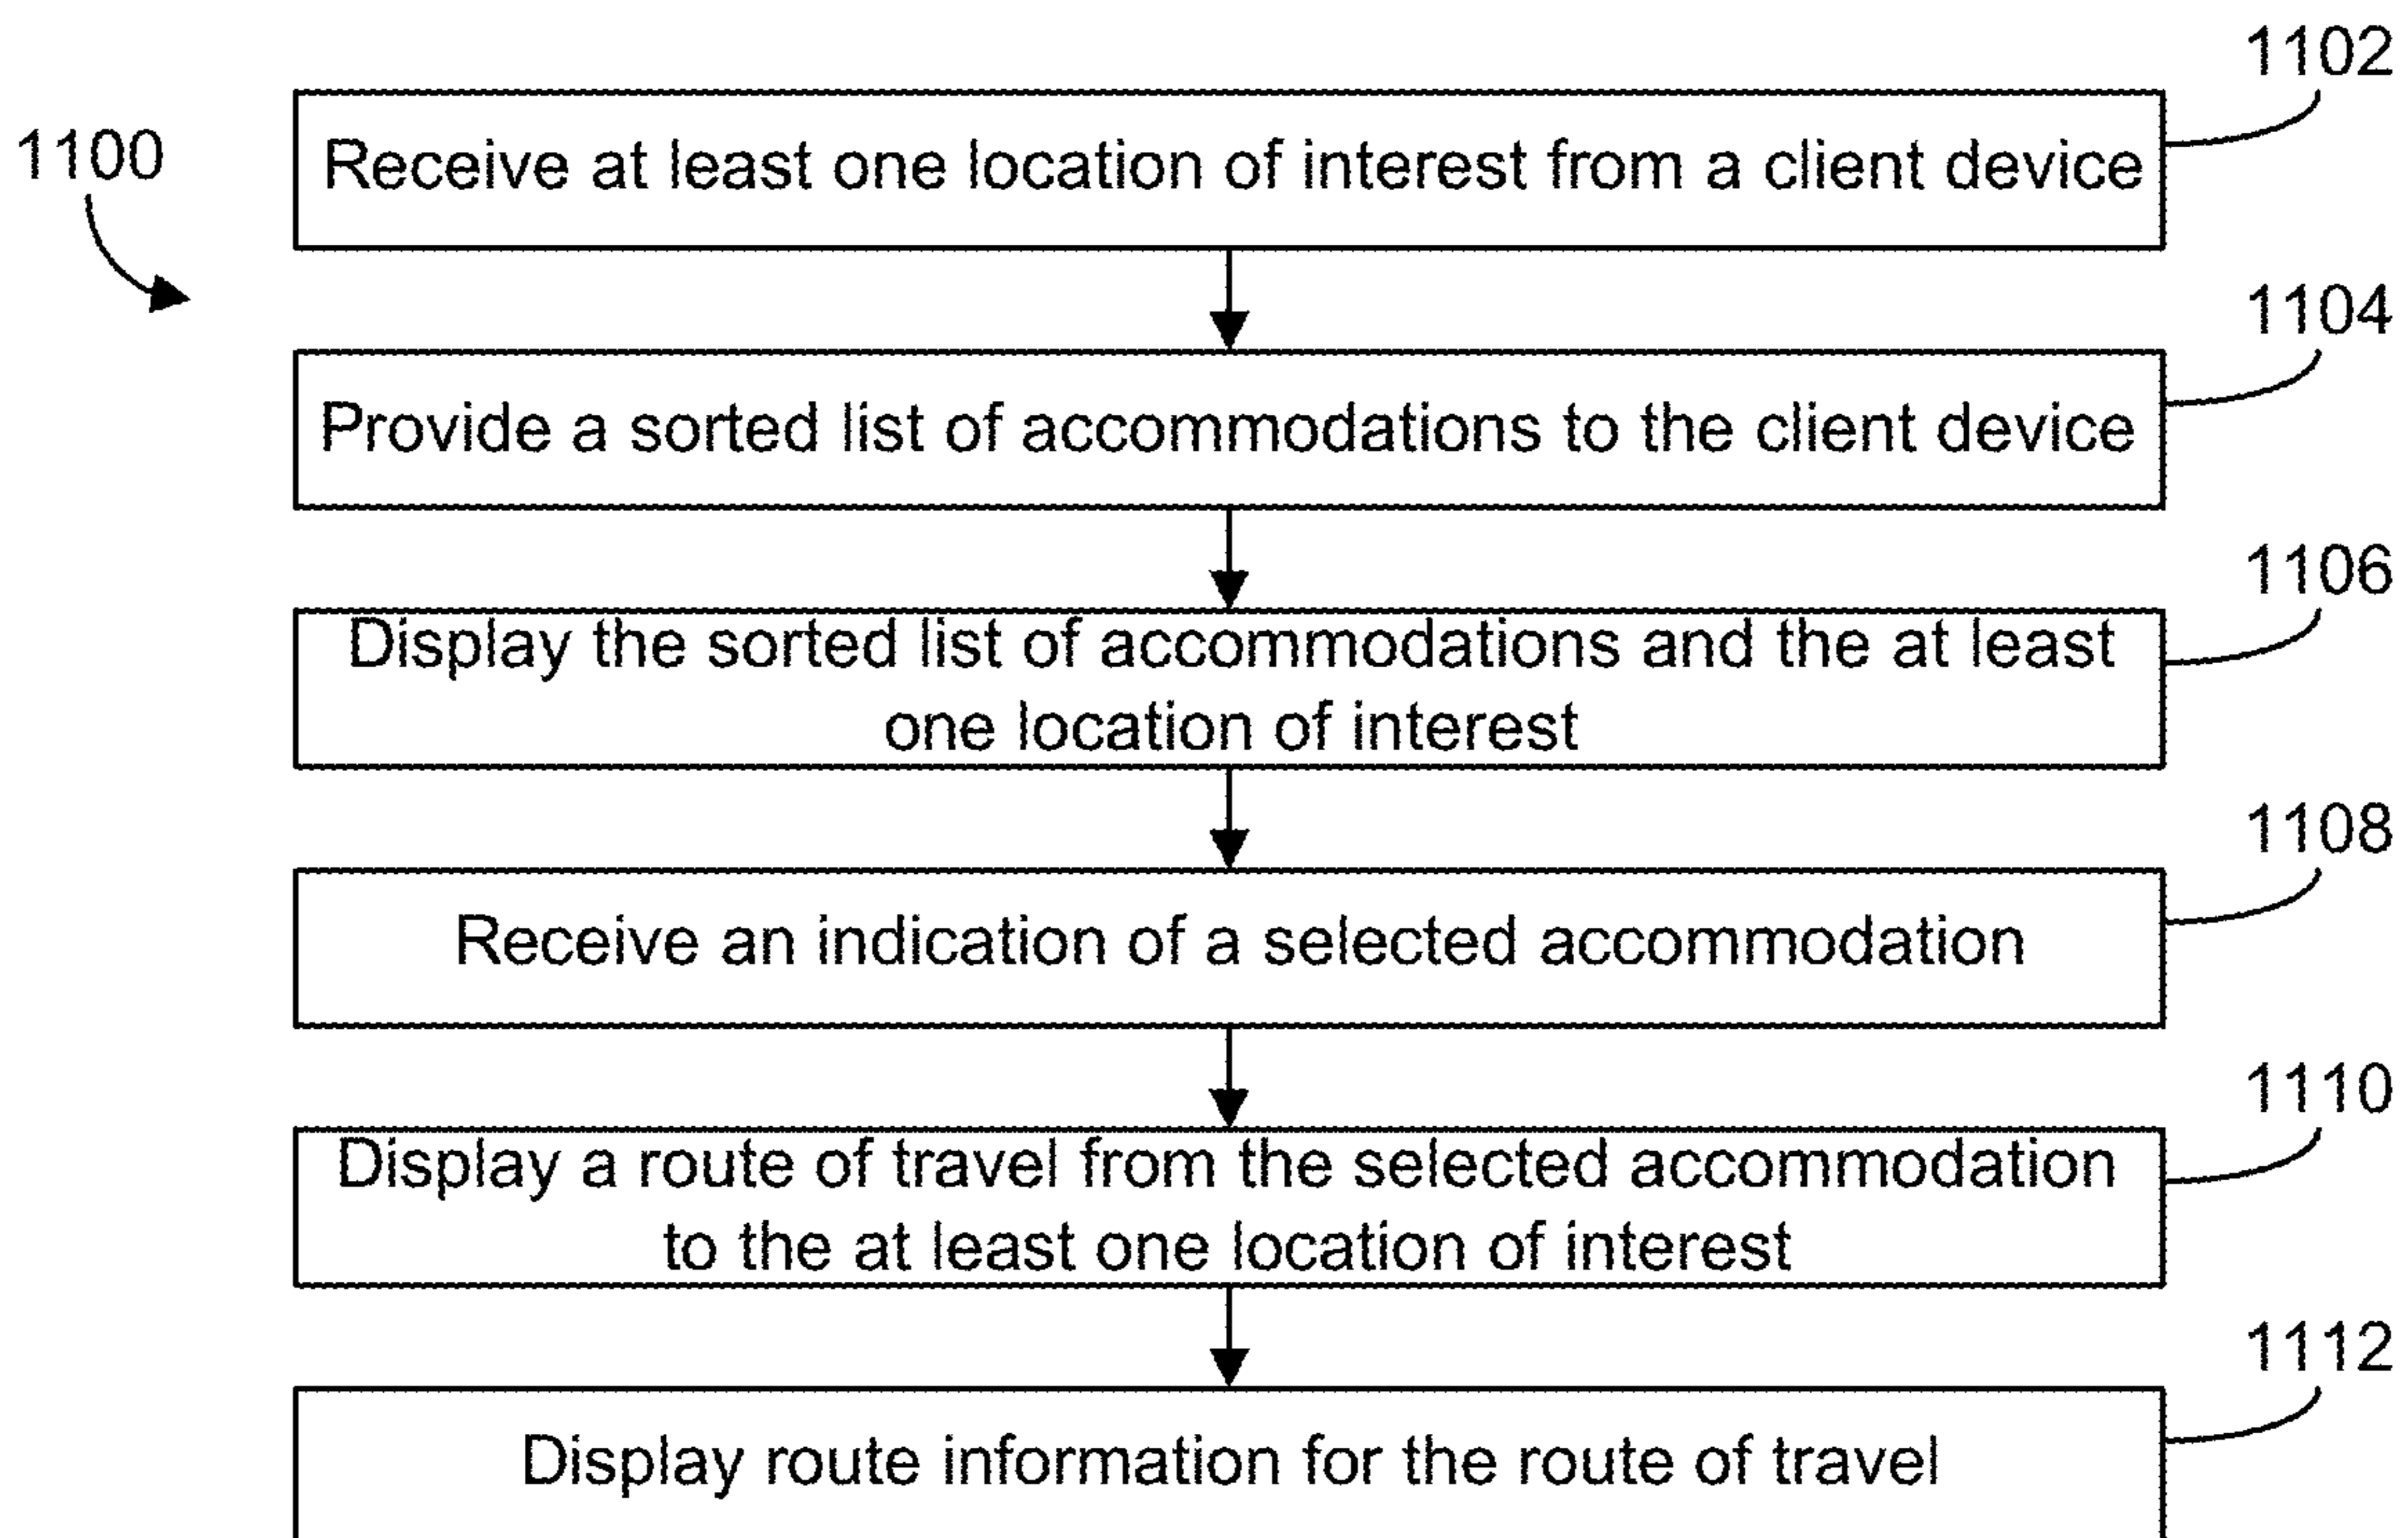 1102
1100
Receive at least one location of interest from a client device
1104
Provide a sorted list of accommodations to the client device
1106
Display the sorted list of accommodations and the at least
one location of interest
1108
Receive an indication of a selected accommodation
1110
Display a route of travel from the selected accommodation
to the at least one location of interest
1112
Display route information for the route of travel